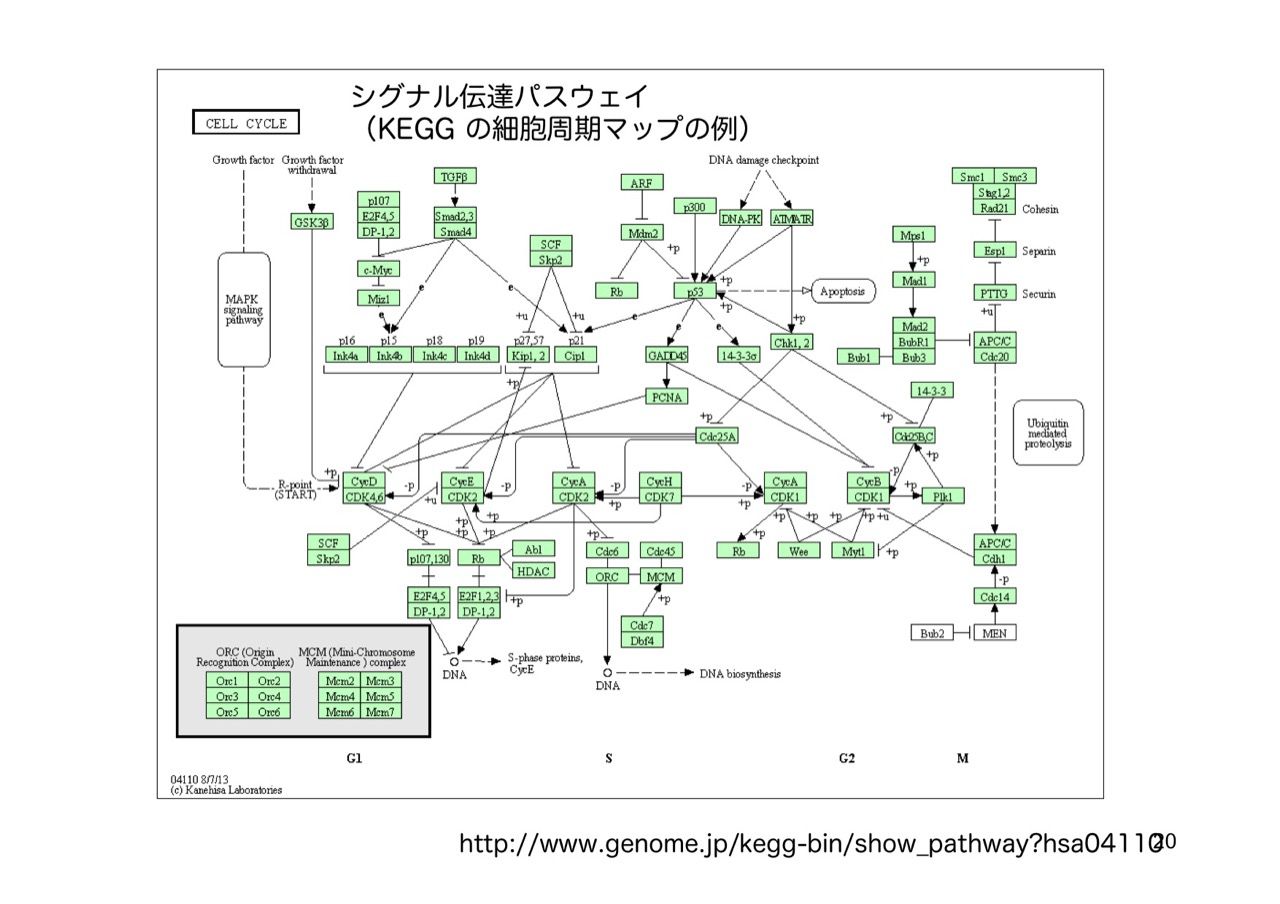 シグナル伝達パスウェイ
（KEGG の細胞周期マップの例）
CELL CYCLE
Growth factor
Growth factor
withdrawal
TGFβ
DNA damage checkpoint
ARF
p300
DNA-PK
ATM/ATR
Smc1
Smc3
Stag1,2
Rad21
Cohesin
p107
E2F4,5
DP-1,2
Smad2,3
Smad4
GSK3β
Mdm2
+p
Mps1
+p
SCF
Skp2
Esp1
Separin
c-Myc
Miz1
Rb
p53
+p
+p
Apoptosis
Mad1
PTTG
Securin
MAPK
signaling
pathway
e
e
e
+u
+u
e
e
e
+p
+u
Mad2
BubR1
Bub3
Bub1
APC/C
Cdc20
p16
p15
p18
p19
p27,57
p21
Ink4a
Ink4b
Ink4c
Ink4d
Kip1, 2
Cip1
GADD45
14-3-3σ
Chk1, 2
+p
PCNA
14-3-3
+p
+p
Cdc25A
Cdc25B,C
Ubiquitin
mediated
proteolysis
+p
R-point
(START)
+p
CycD
CDK4,6
-p
CycE
CDK2
-p
CycA
CDK2
-p
+p
CycH
CDK7
-p
+p
CycA
CDK1
CycB
CDK1
-p
+p
Plk1
+u
+p
+p
+p
+p
+p
+p
+p
+p
+p
+u
SCF
Skp2
p107,130
Rb
Abl
HDAC
Cdc6
Cdc45
ORC
MCM
Rb
Wee
Myt1
+p
APC/C
Cdh1
-p
E2F4,5
DP-1,2
E2F1,2,3
DP-1,2
+p
+p
Cdc7
Dbf4
Cdc14
Bub2
MEN
ORC (Origin
Recognition Complex)
MCM (Mini-Chromosome
Maintenance ) complex
Orc1
Orc2
Mcm2
Mcm3
Orc3
Orc4
Mcm4
Mcm5
Orc5
Orc6
Mcm6
Mcm7
DNA
S-phase proteins,
CycE
DNA
DNA biosynthesis
G1
S
G2
M
04110 8/7/13
(c) Kanehisa Laboratories
http://www.genome.jp/kegg-bin/show_pathway?hsa04110
20